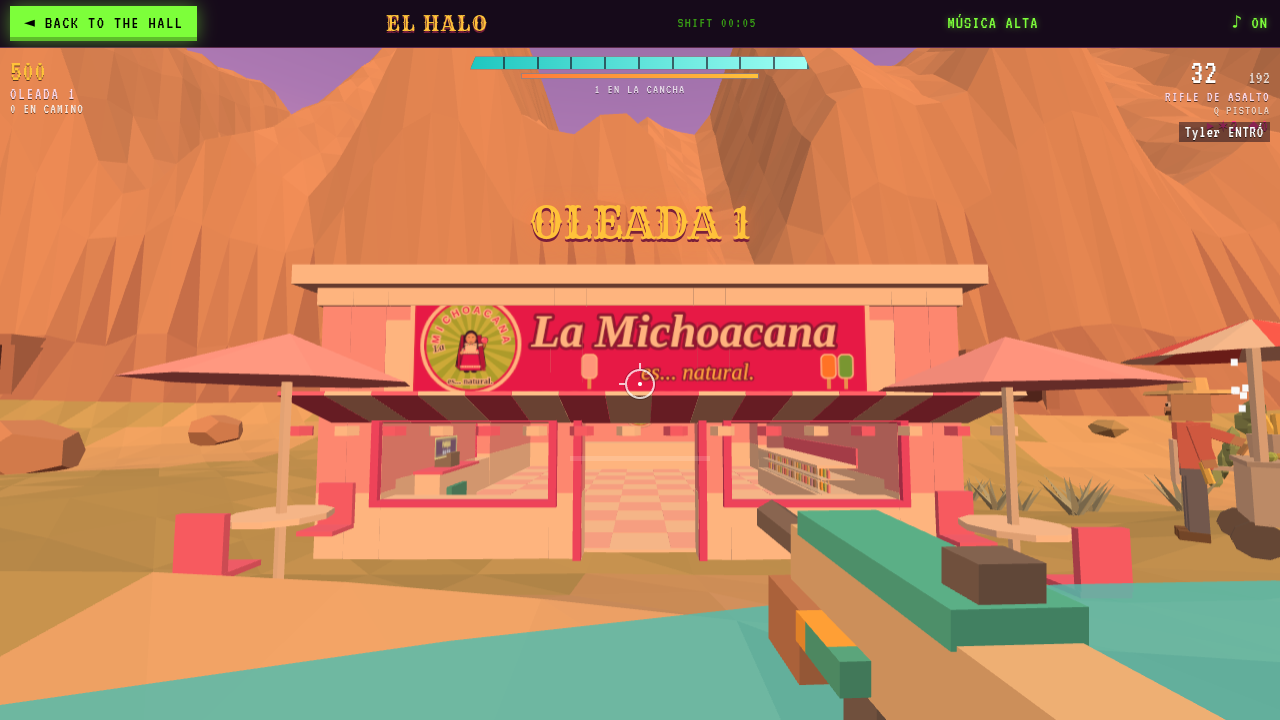 ◄ BACK TO THE HALL
EL HALO
SHIFT 00:05
MÚSICA ALTA
♪ ON
500
OLEADA 1
0 EN CAMINO
1 EN LA CANCHA
32
192
RIFLE DE ASALTO
Q PISTOLA
Tyler ENTRÓ
OLEADA 1
La
MICHOACANA
es... natural.
La Michoacana
es... natural.